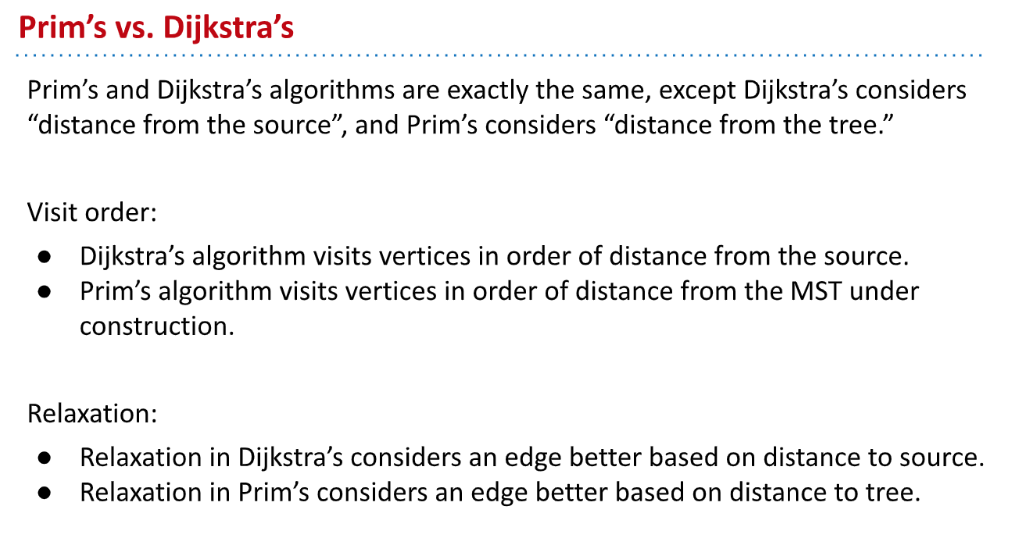 Prim’s vs. Dijkstra’s
Prim’s and Dijkstra’s algorithms are exactly the same, except Dijkstra’s considers
“distance from the source”, and Prim’s considers “distance from the tree.”
Visit order:
● Dijkstra’s algorithm visits vertices in order of distance from the source.
● Prim’s algorithm visits vertices in order of distance from the MST under
construction.
Relaxation:
● Relaxation in Dijkstra’s considers an edge better based on distance to source.
● Relaxation in Prim’s considers an edge better based on distance to tree.